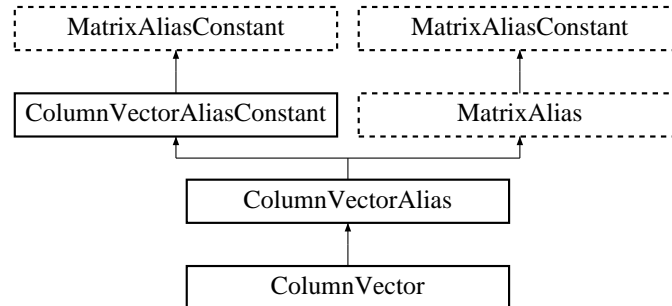 MatrixAliasConstant
MatrixAliasConstant
ColumnVectorAliasConstant
MatrixAlias
ColumnVectorAlias
ColumnVector